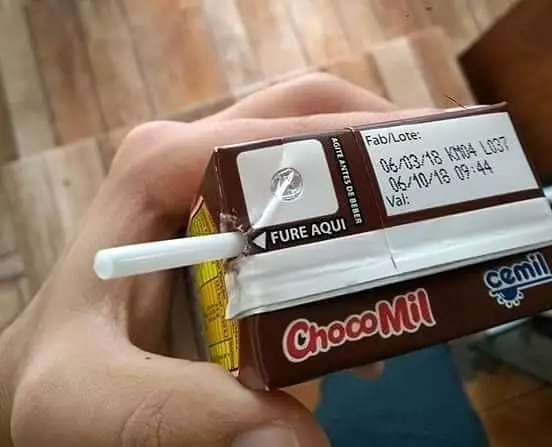 AGITE ANTES DE BEBER
FURE AQUI
Fab/Lote:
06/03/18 KM04 L037
06/10/18 09:44
Val:
ChocoMil
cemil